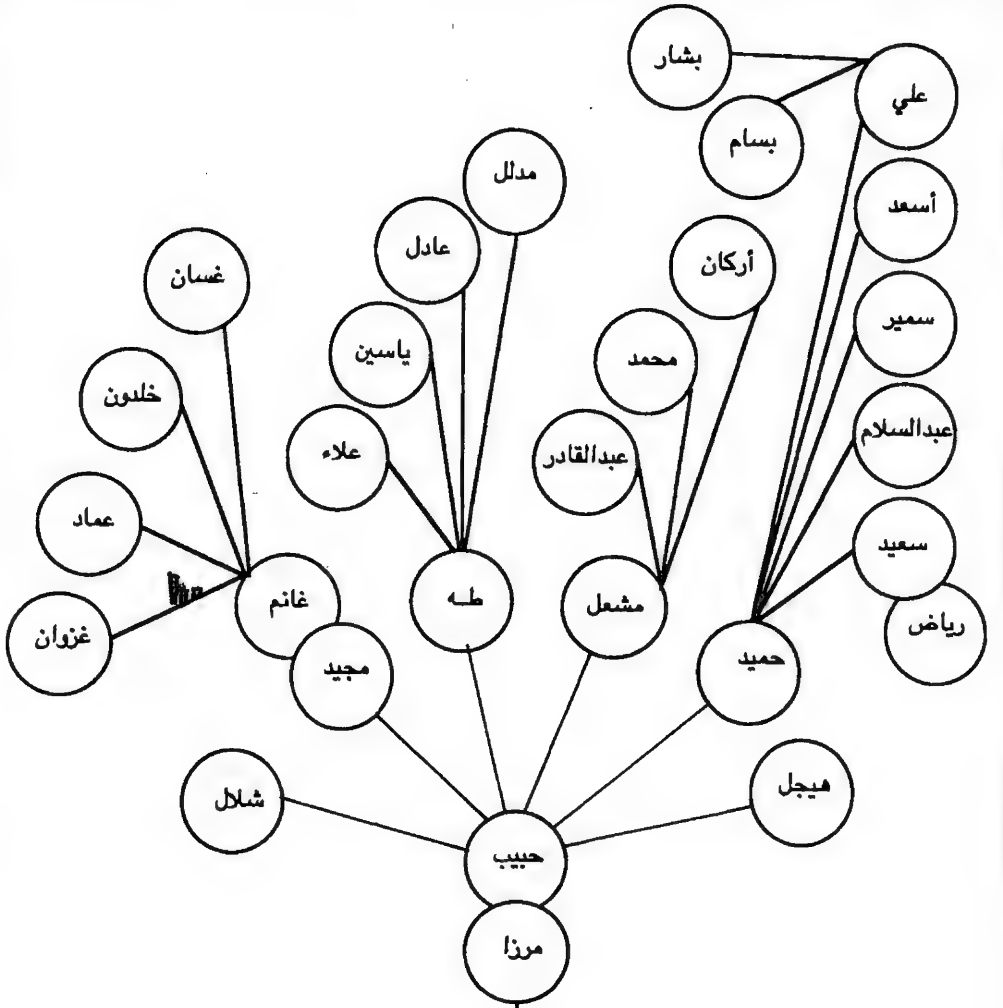 بشار
علي
بسام
مدلل
أسعد
عادل
أركان
غسان
سمير
ياسين
محمد
خلدون
عبدالسلام
علاء
عبدالقادر
عماد
سعيد
غانم
طـه
مشعل
رياض
غزوان
مجيد
حميد
هيجل
شلال
حبيب
مرزا